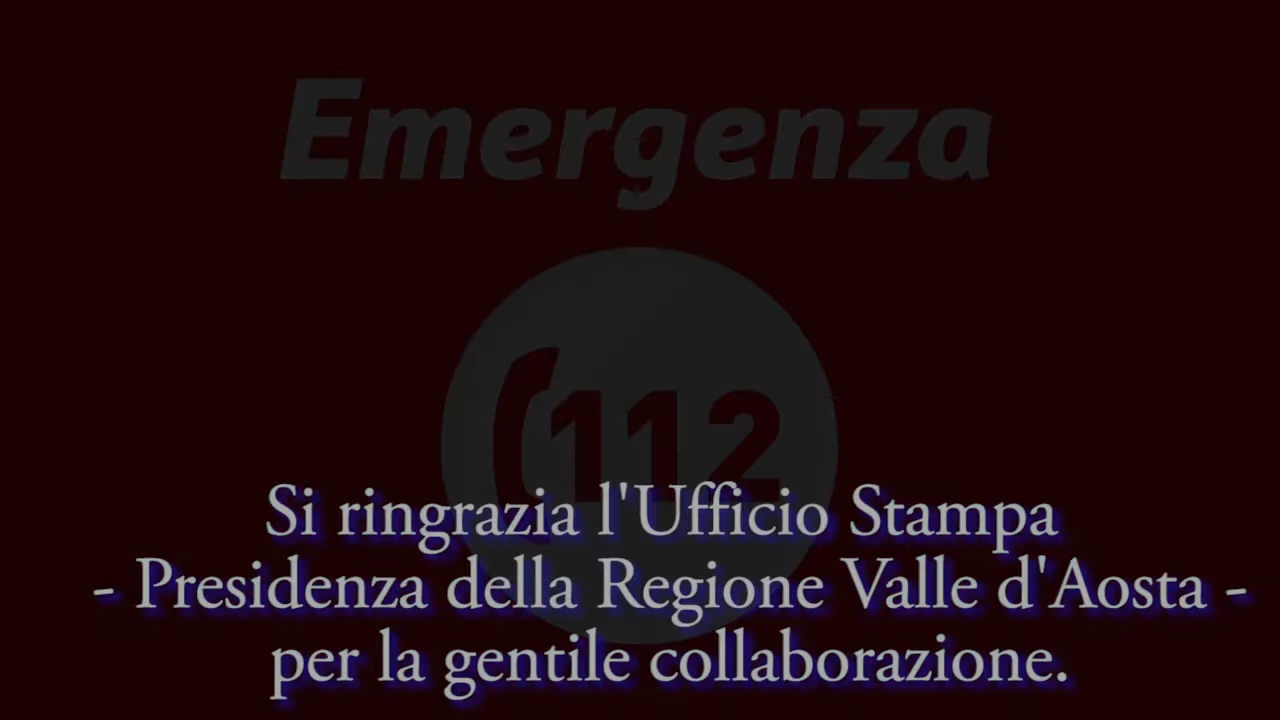 Emergenza
112
Si ringrazia l'Ufficio Stampa
- Presidenza della Regione Valle d'Aosta -
per la gentile collaborazione.